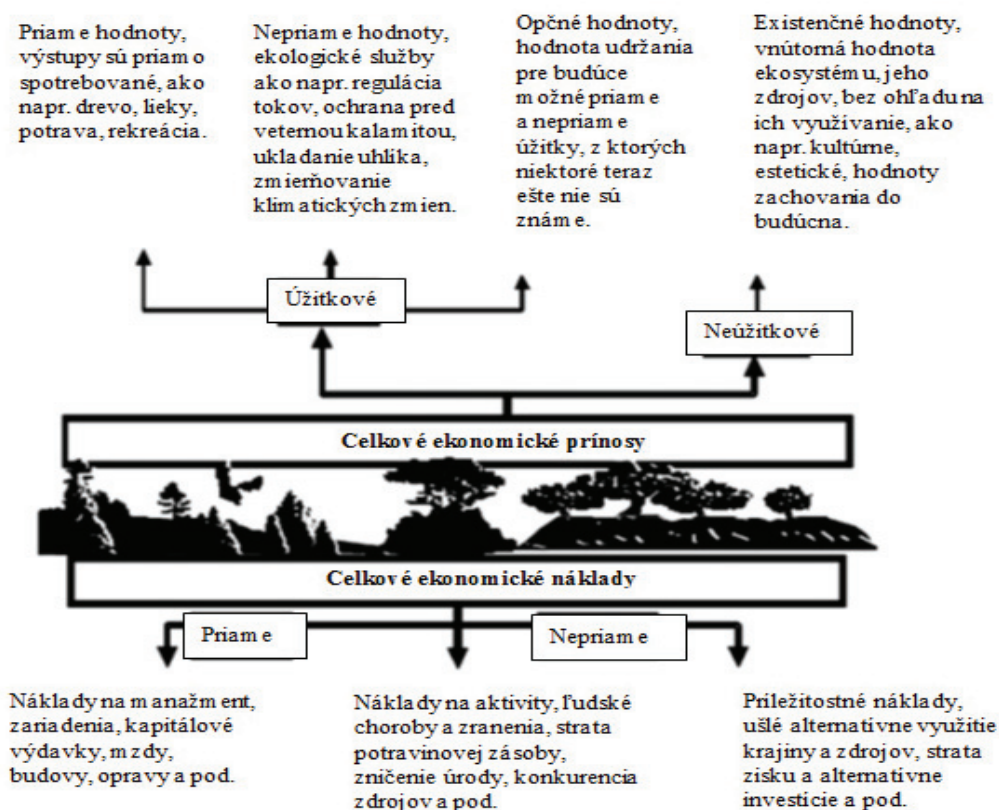 Priame hodnoty,
výstupy sú priamo
spotrebované, ako
napr. drevo, lieky,
potrava, rekreácia.
Nepriame hodnoty,
ekologické služby
ako napr. regulácia
tokov, ochrana pred
veternou kalamitou,
ukladanie uhlíka,
zmierňovanie
klimatických zmien.
Opčné hodnoty,
hodnota udržania
pre budúce
možné priame
a nepriame
úžitky, z ktorých
niektoré teraz
ešte nie sú
známe.
Existenčné hodnoty,
vnútorná hodnota
ekosystému, jeho
zdrojov, bez ohľadu na
ich využívanie, ako
napr. kultúrne,
estetické, hodnoty
zachovania do
budúcna.
Úžitkové
Neúžitkové
Celkové ekonomické prínosy
Celkové ekonomické náklady
Priame
Nepriame
Náklady na manažment,
zariadenia, kapitálové
výdavky, mzdy,
budovy, opravy a pod.
Náklady na aktivity, ľudské
choroby a zranenia, strata
potravinovej zásoby,
zničenie úrody, konkurencia
zdrojov a pod.
Príležitostné náklady,
ušlé alternatívne využitie
krajiny a zdrojov, strata
zisku a alternatívne
investície a pod.